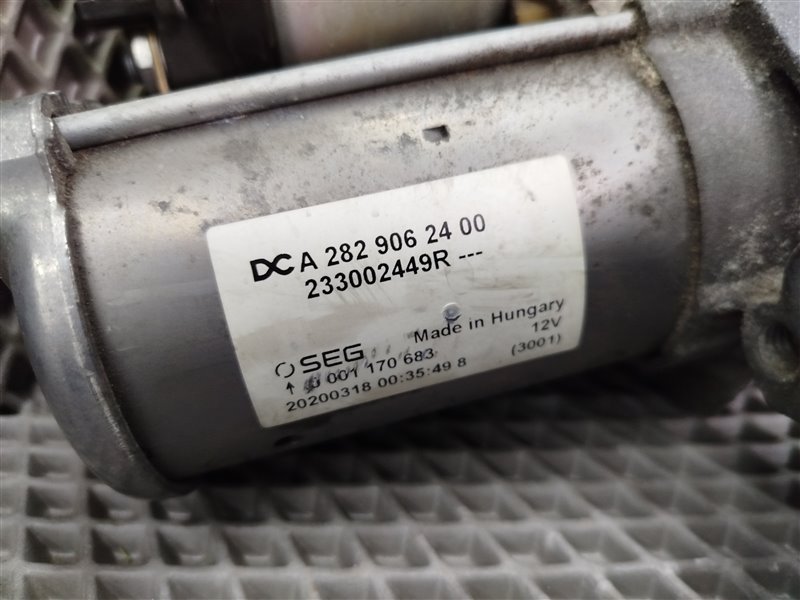 DC A 282 906 24 00
233002449R ---
Made in Hungary
12V
SEG
0 001 170 683
(3001)
20200318 00:35:49 8